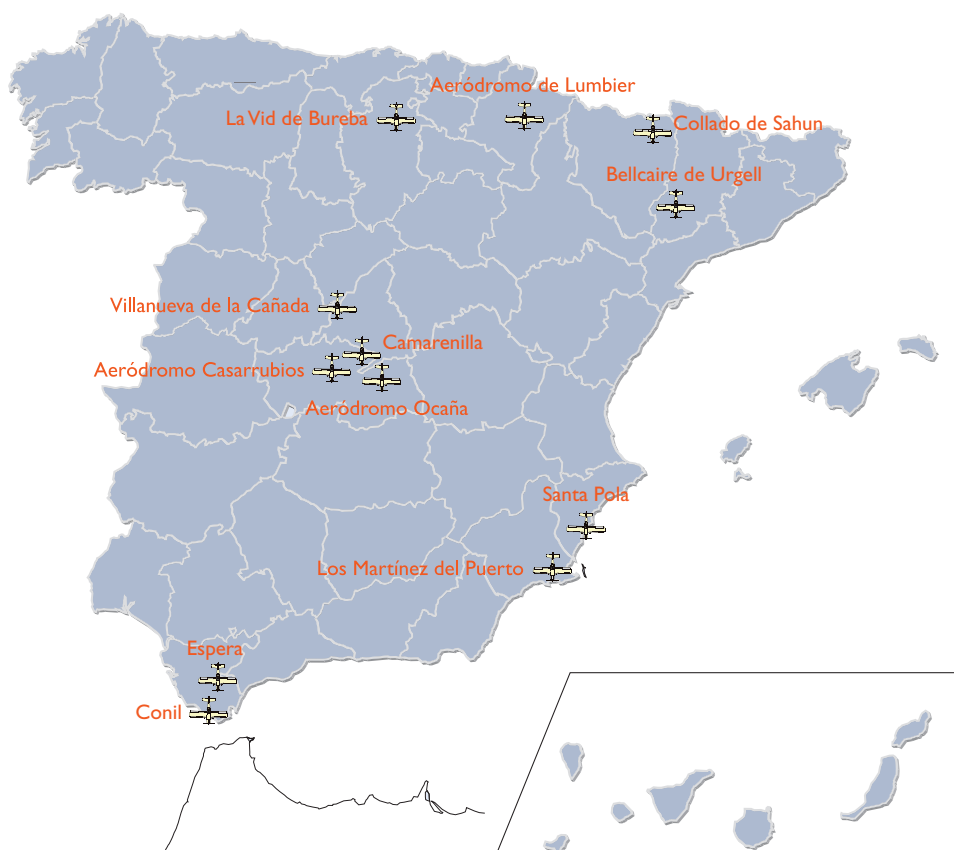 Aeródromo de Lumbier
La Vid de Bureba
Collado de Sahun
Bellcaire de Urgell
Villanueva de la Cañada
Camarenilla
Aeródromo Casarrubios
Aeródromo Ocaña
Santa Pola
Los Martínez del Puerto
Espera
Conil